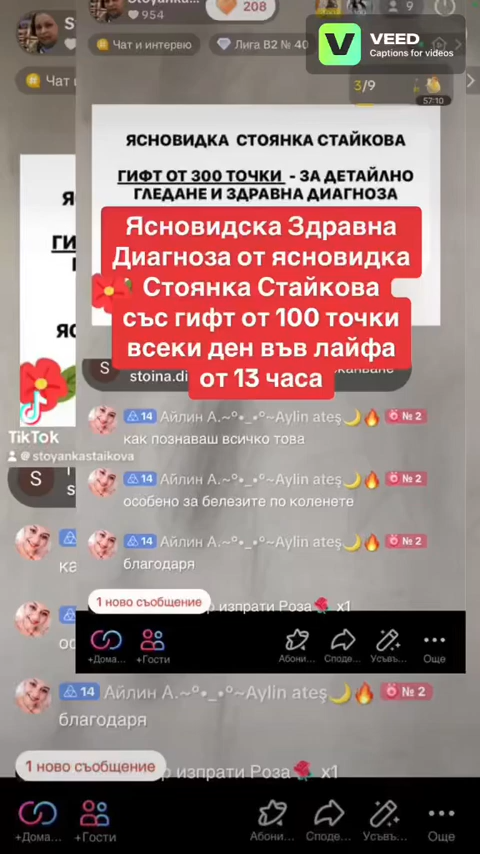 954
208
9
VEED
Captions for videos
Чат и интервю
Лига B2 № 40
Чат
3/9
57:10
ЯСНОВИДКА СТОЯНКА СТАЙКОВА
ГИФТ ОТ 300 ТОЧКИ - ЗА ДЕТАЙЛНО
ГЛЕДАНЕ И ЗДРАВНА ДИАГНОЗА
Ясновидска Здравна
Диагноза от ясновидка
Стоянка Стайкова
със гифт от 100 точки
всеки ден във лайфа
от 13 часа
S
stoina.di
TikTok
@stoyankastaikova
S
14 Айлин А.~°•_•°~Aylin ateş🌙🔥 № 2
как познаваш всичко това
14 Айлин А.~°•_•°~Aylin ateş🌙🔥 № 2
особено за белезите по коленете
14 Айлин А.~°•_•°~Aylin ateş🌙🔥 № 2
благодаря
1 ново съобщение
изпрати Роза🌹 x1
+Дома... +Гости Абони... Споде... Усъвъ... Още
14 Айлин А.~°•_•°~Aylin ateş🌙🔥 № 2
благодаря
1 ново съобщение
изпрати Роза🌹 x1
+Дома... +Гости Абони... Споде... Усъвъ... Още